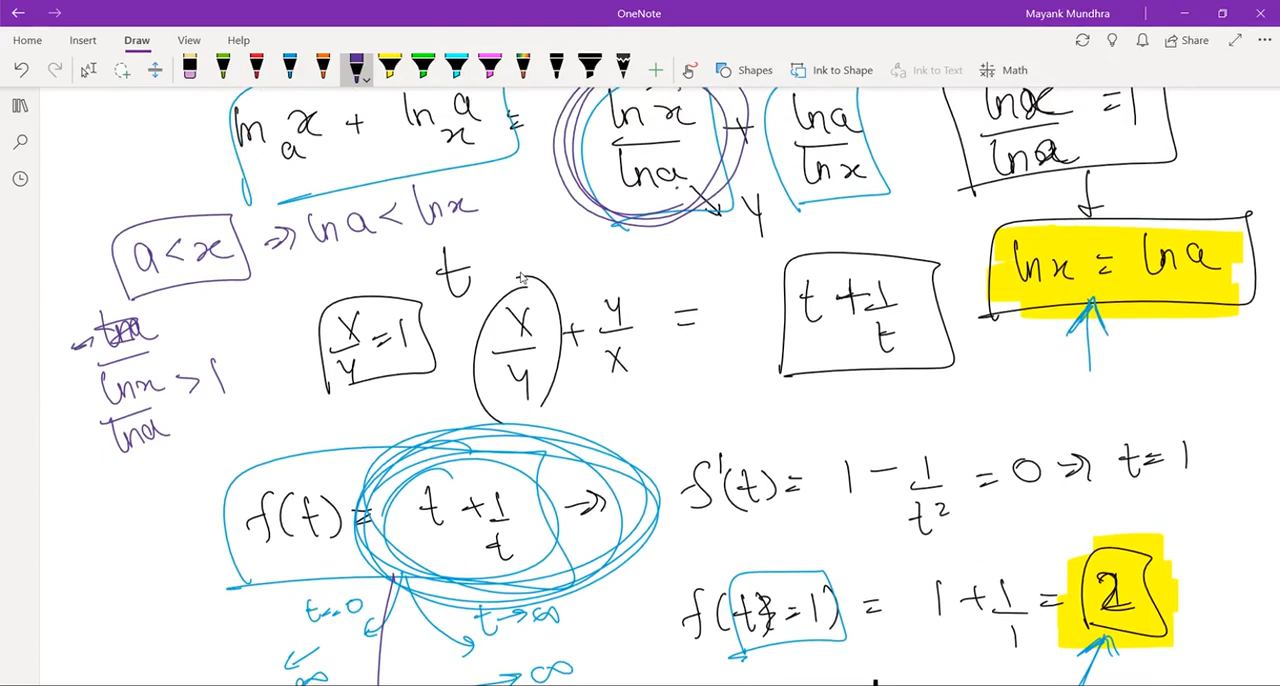 OneNote
Mayank Mundhra
Home Insert Draw View Help
Share
Shapes Ink to Shape Ink to Text Math
ln_a x + ln_x a = ln x / ln a + ln a / ln x
ln x / ln a = 1
a < x ⇒ ln a < ln x
y
ln x = ln a
t
x/y = 1
x/y + y/x = t + 1/t
ln x / ln a > 1
f(t) = t + 1/t ⇒ f'(t) = 1 - 1/t² = 0 ⇒ t = 1
t→0
t→∞
f(t = 1) = 1 + 1/1 = 2
∞
→ ∞